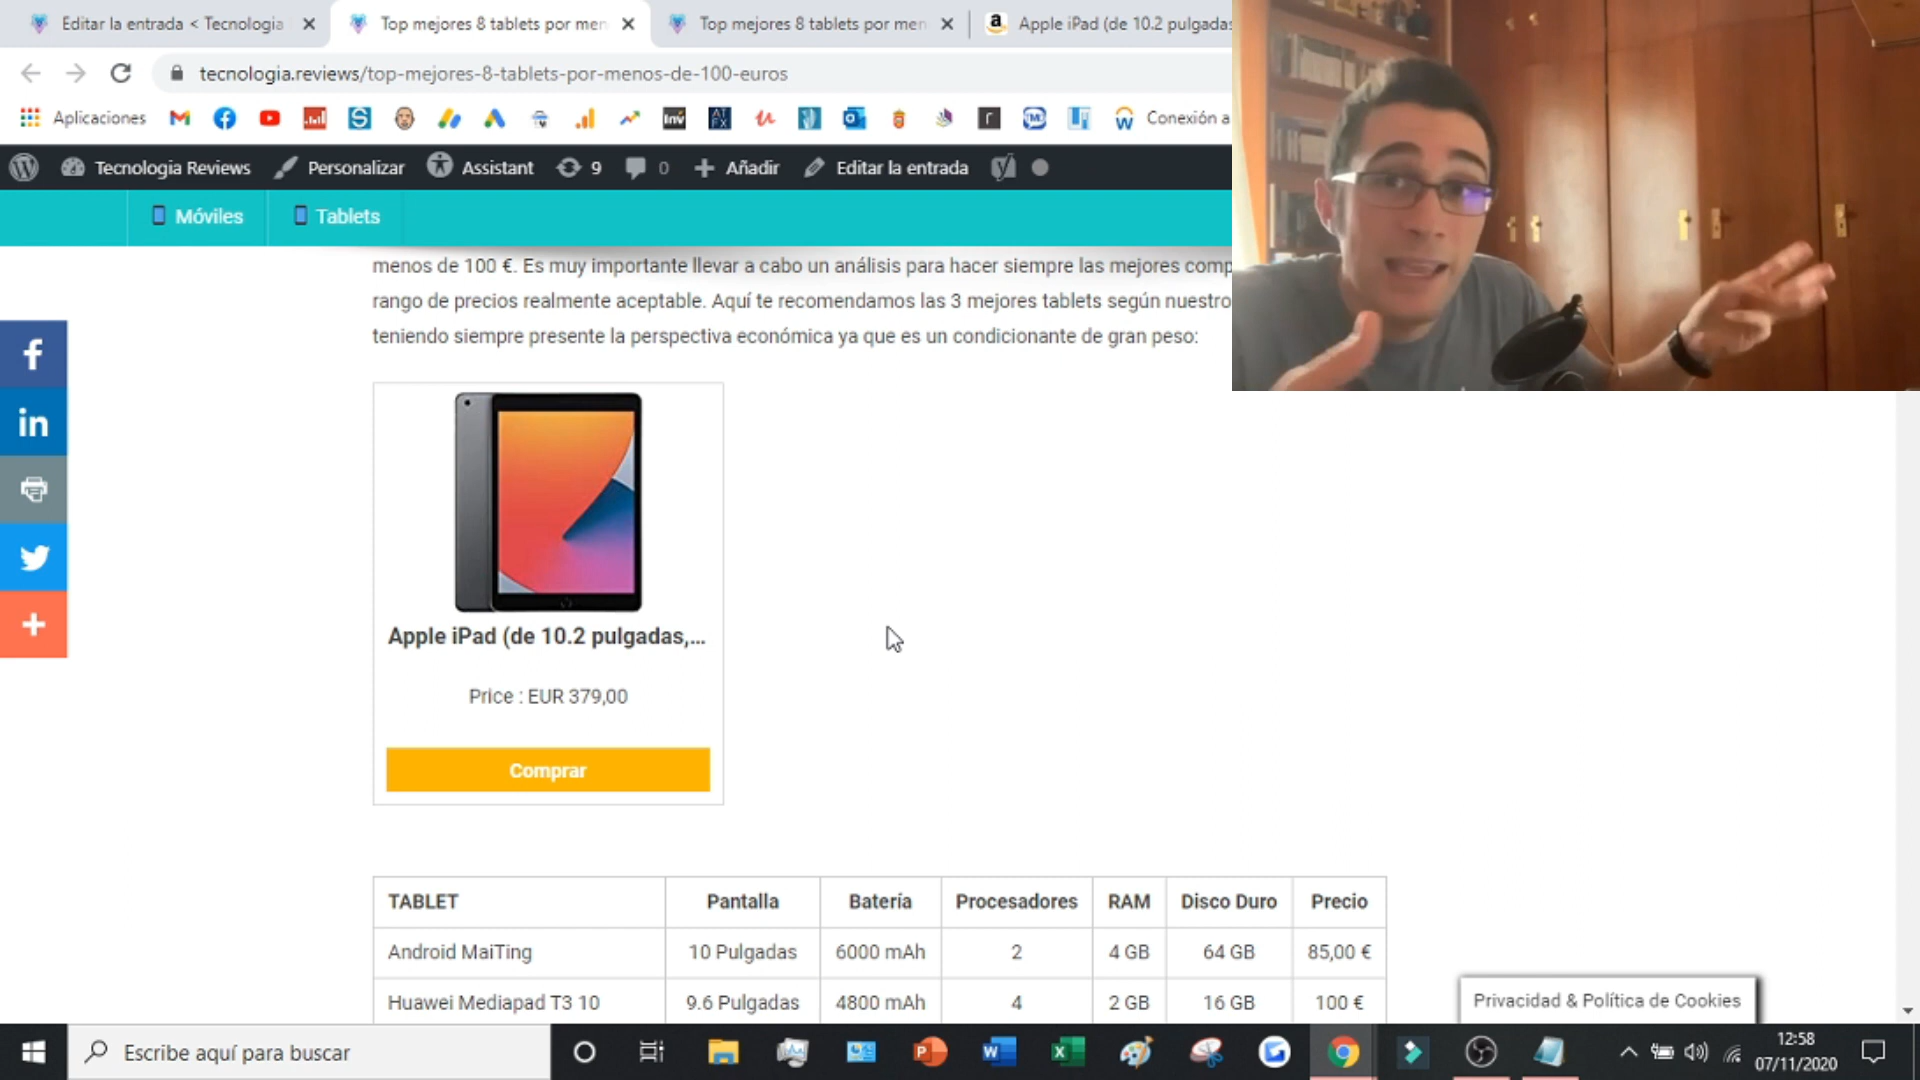 Editar la entrada < Tecnologia
Top mejores 8 tablets por men
Top mejores 8 tablets por men
Apple iPad (de 10.2 pulgadas
tecnologia.reviews/top-mejores-8-tablets-por-menos-de-100-euros
Aplicaciones
Conexión a
Tecnologia Reviews
Personalizar
Assistant
9
0
Añadir
Editar la entrada
Móviles
Tablets
menos de 100 €. Es muy importante llevar a cabo un análisis para hacer siempre las mejores comp
rango de precios realmente aceptable. Aquí te recomendamos las 3 mejores tablets según nuestro
teniendo siempre presente la perspectiva económica ya que es un condicionante de gran peso:
Apple iPad (de 10.2 pulgadas,...
Price : EUR 379,00
Comprar
TABLET Pantalla Batería Procesadores RAM Disco Duro Precio
Android MaiTing 10 Pulgadas 6000 mAh 2 4 GB 64 GB 85,00 €
Huawei Mediapad T3 10 9.6 Pulgadas 4800 mAh 4 2 GB 16 GB 100 €
Privacidad & Política de Cookies
Escribe aquí para buscar
12:58
07/11/2020